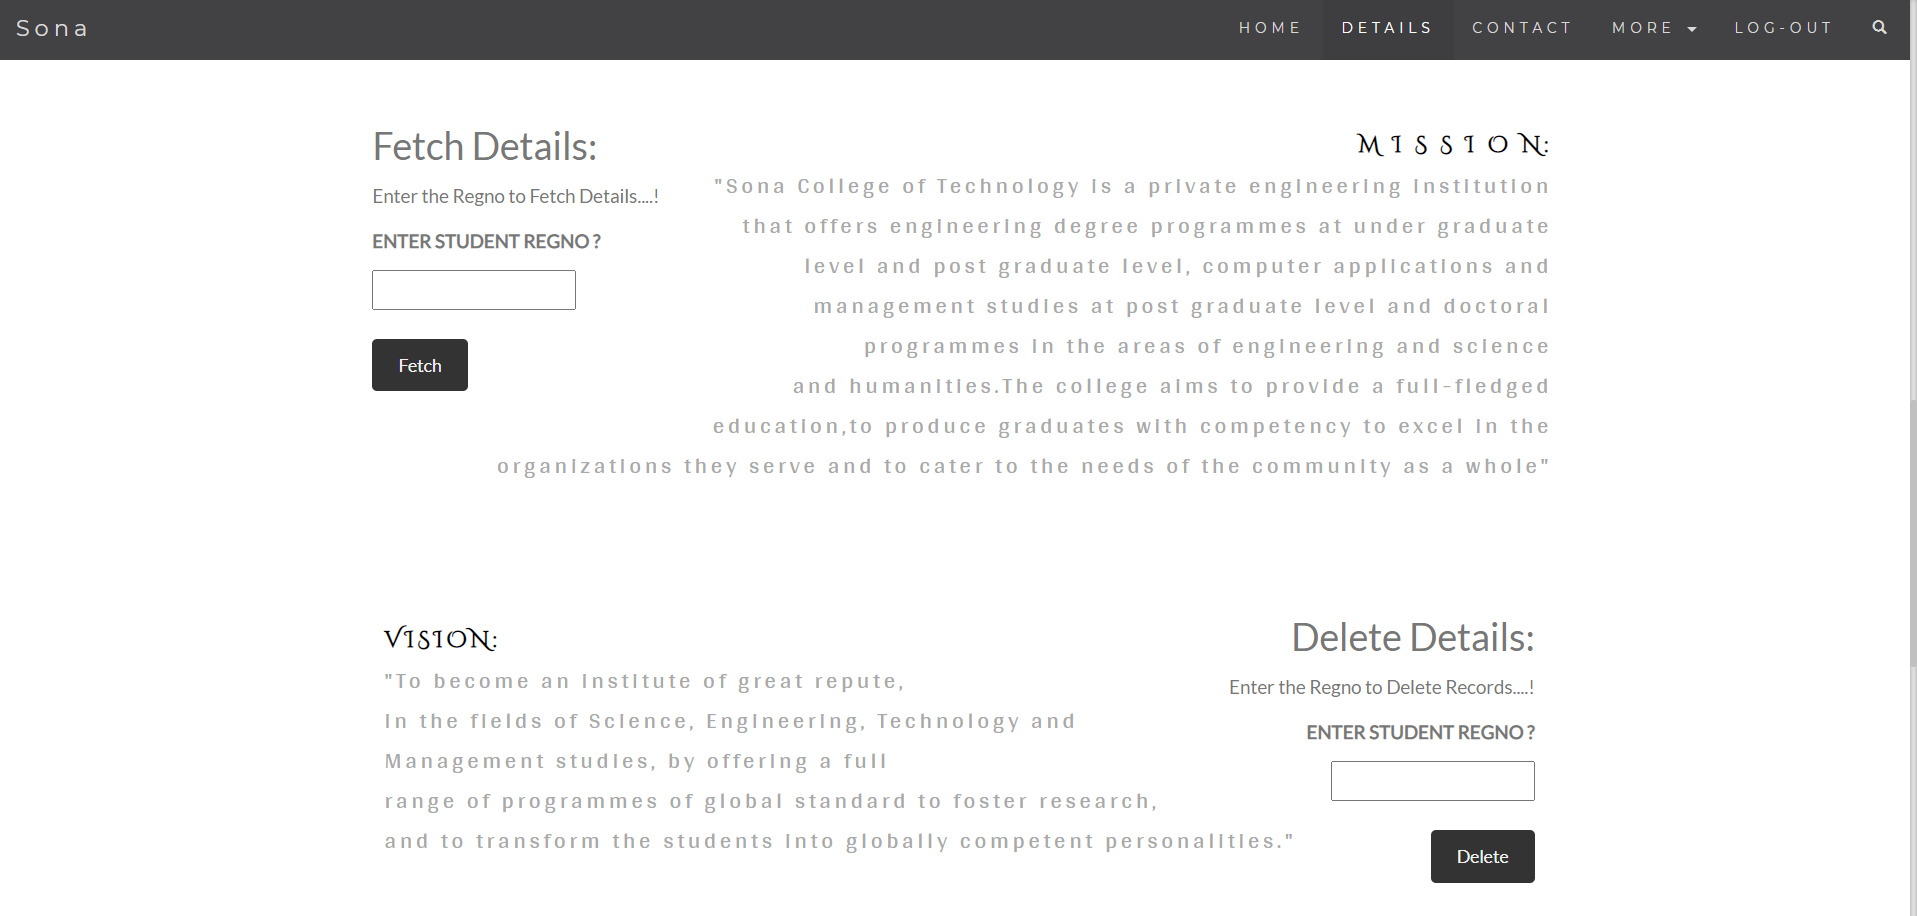 Sona
HOME DETAILS CONTACT MORE LOG-OUT
Fetch Details:
Enter the Regno to Fetch Details....!
ENTER STUDENT REGNO ?
Fetch
MISSION:
"Sona College of Technology is a private engineering institution
that offers engineering degree programmes at under graduate
level and post graduate level, computer applications and
management studies at post graduate level and doctoral
programmes in the areas of engineering and science
and humanities.The college aims to provide a full-fledged
education,to produce graduates with competency to excel in the
organizations they serve and to cater to the needs of the community as a whole"
VISION:
"To become an institute of great repute,
in the fields of Science, Engineering, Technology and
Management studies, by offering a full
range of programmes of global standard to foster research,
and to transform the students into globally competent personalities."
Delete Details:
Enter the Regno to Delete Records....!
ENTER STUDENT REGNO ?
Delete